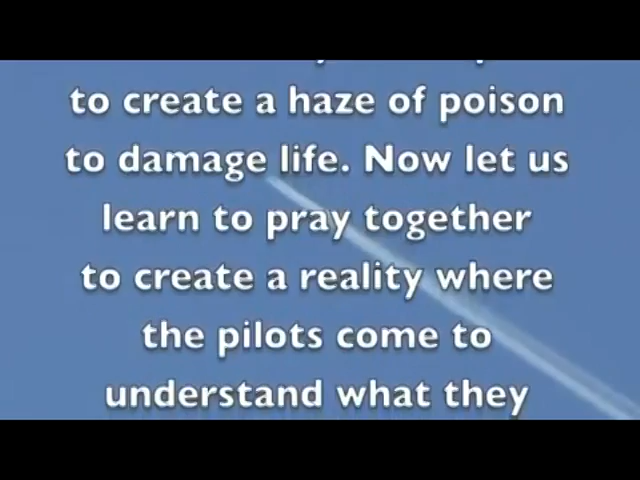 to create a haze of poison
to damage life. Now let us
learn to pray together
to create a reality where
the pilots come to
understand what they